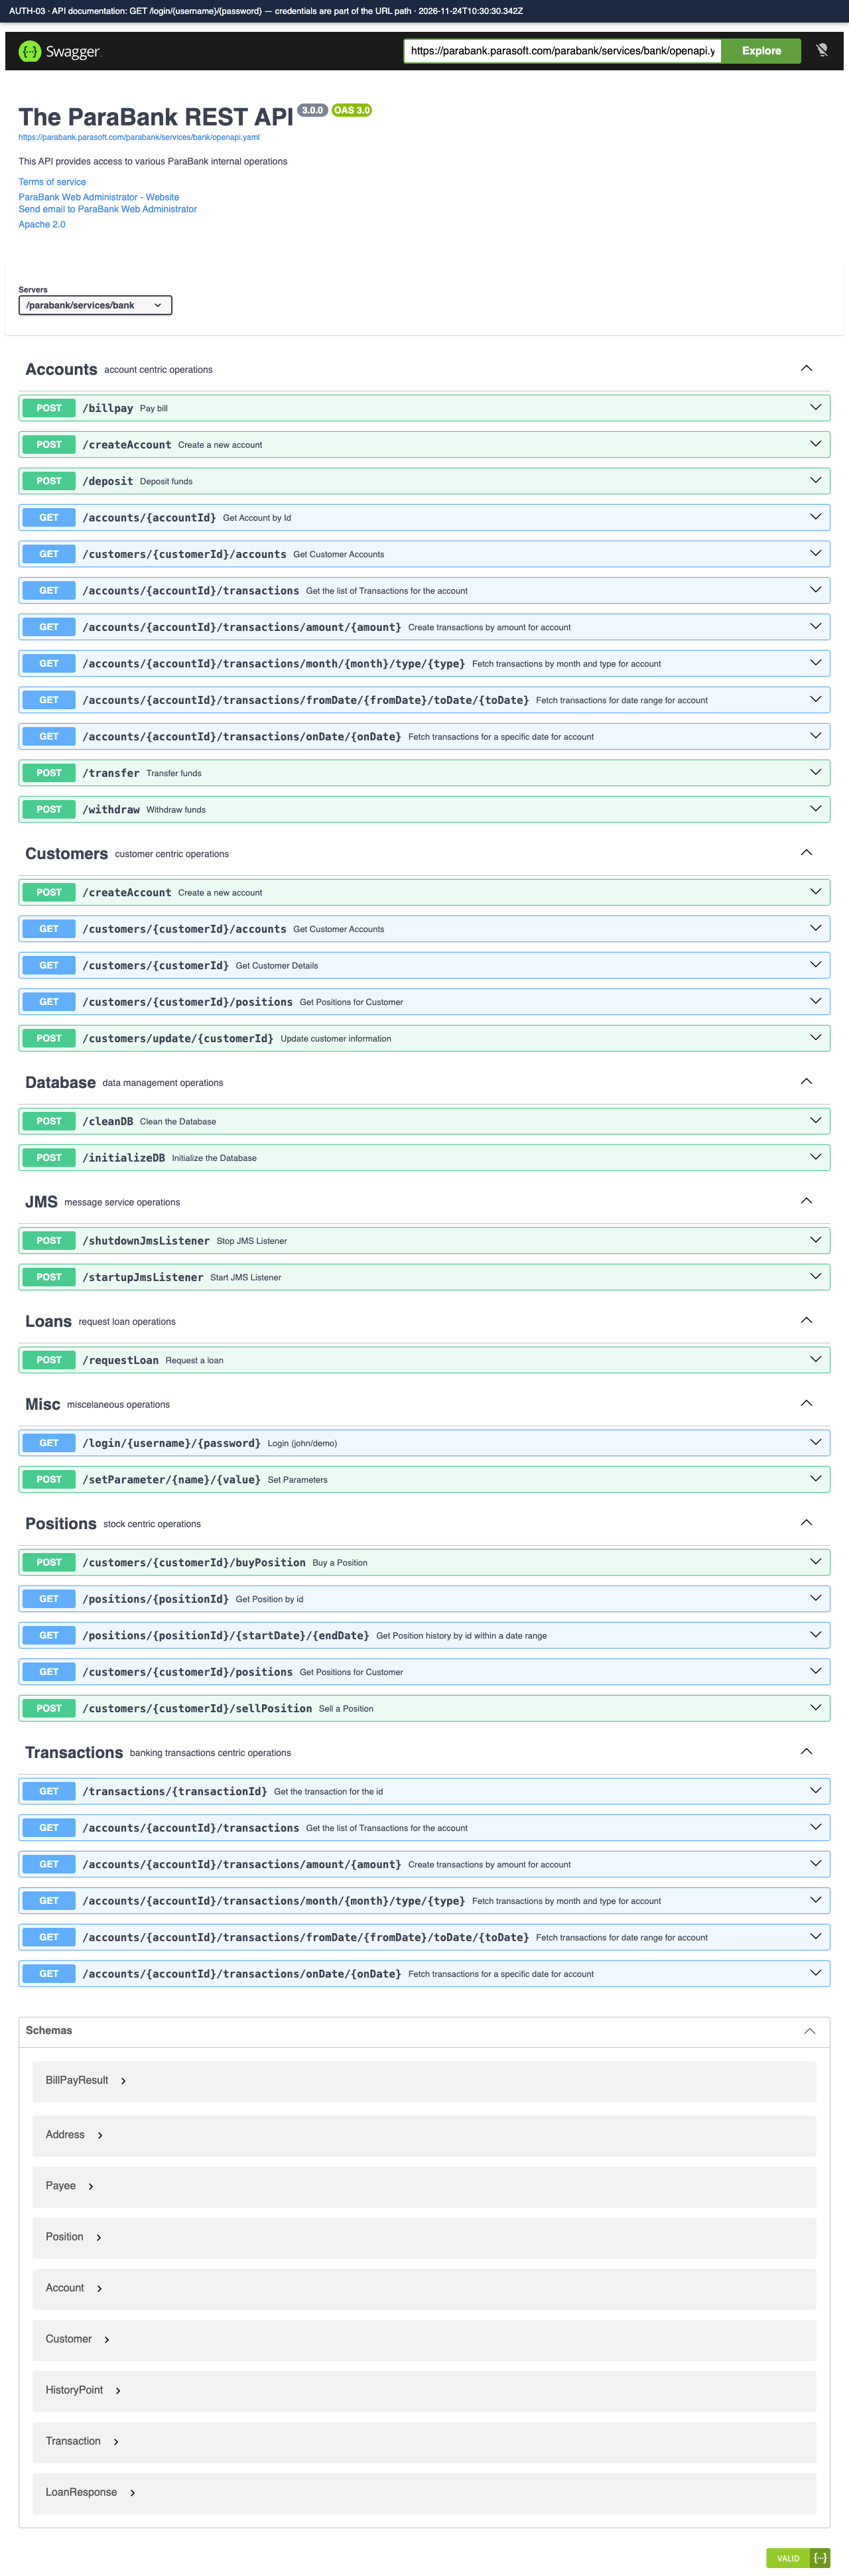 AUTH-03 · API documentation: GET /login/{username}/{password} — credentials are part of the URL path · 2026-11-24T10:30:30.342Z
Swagger. https://parabank.parasoft.com/parabank/services/bank/openapi.y Explore
The ParaBank REST API 3.0.0 OAS 3.0
https://parabank.parasoft.com/parabank/services/bank/openapi.yaml
This API provides access to various ParaBank internal operations
Terms of service
ParaBank Web Administrator - Website
Send email to ParaBank Web Administrator
Apache 2.0
Servers
/parabank/services/bank
Accounts account centric operations
POST /billpay Pay bill
POST /createAccount Create a new account
POST /deposit Deposit funds
GET /accounts/{accountId} Get Account by Id
GET /customers/{customerId}/accounts Get Customer Accounts
GET /accounts/{accountId}/transactions Get the list of Transactions for the account
GET /accounts/{accountId}/transactions/amount/{amount} Create transactions by amount for account
GET /accounts/{accountId}/transactions/month/{month}/type/{type} Fetch transactions by month and type for account
GET /accounts/{accountId}/transactions/fromDate/{fromDate}/toDate/{toDate} Fetch transactions for date range for account
GET /accounts/{accountId}/transactions/onDate/{onDate} Fetch transactions for a specific date for account
POST /transfer Transfer funds
POST /withdraw Withdraw funds
Customers customer centric operations
POST /createAccount Create a new account
GET /customers/{customerId}/accounts Get Customer Accounts
GET /customers/{customerId} Get Customer Details
GET /customers/{customerId}/positions Get Positions for Customer
POST /customers/update/{customerId} Update customer information
Database data management operations
POST /cleanDB Clean the Database
POST /initializeDB Initialize the Database
JMS message service operations
POST /shutdownJmsListener Stop JMS Listener
POST /startupJmsListener Start JMS Listener
Loans request loan operations
POST /requestLoan Request a loan
Misc miscelaneous operations
GET /login/{username}/{password} Login (john/demo)
POST /setParameter/{name}/{value} Set Parameters
Positions stock centric operations
POST /customers/{customerId}/buyPosition Buy a Position
GET /positions/{positionId} Get Position by id
GET /positions/{positionId}/{startDate}/{endDate} Get Position history by id within a date range
GET /customers/{customerId}/positions Get Positions for Customer
POST /customers/{customerId}/sellPosition Sell a Position
Transactions banking transactions centric operations
GET /transactions/{transactionId} Get the transaction for the id
GET /accounts/{accountId}/transactions Get the list of Transactions for the account
GET /accounts/{accountId}/transactions/amount/{amount} Create transactions by amount for account
GET /accounts/{accountId}/transactions/month/{month}/type/{type} Fetch transactions by month and type for account
GET /accounts/{accountId}/transactions/fromDate/{fromDate}/toDate/{toDate} Fetch transactions for date range for account
GET /accounts/{accountId}/transactions/onDate/{onDate} Fetch transactions for a specific date for account
Schemas
BillPayResult
Address
Payee
Position
Account
Customer
HistoryPoint
Transaction
LoanResponse
VALID {···}